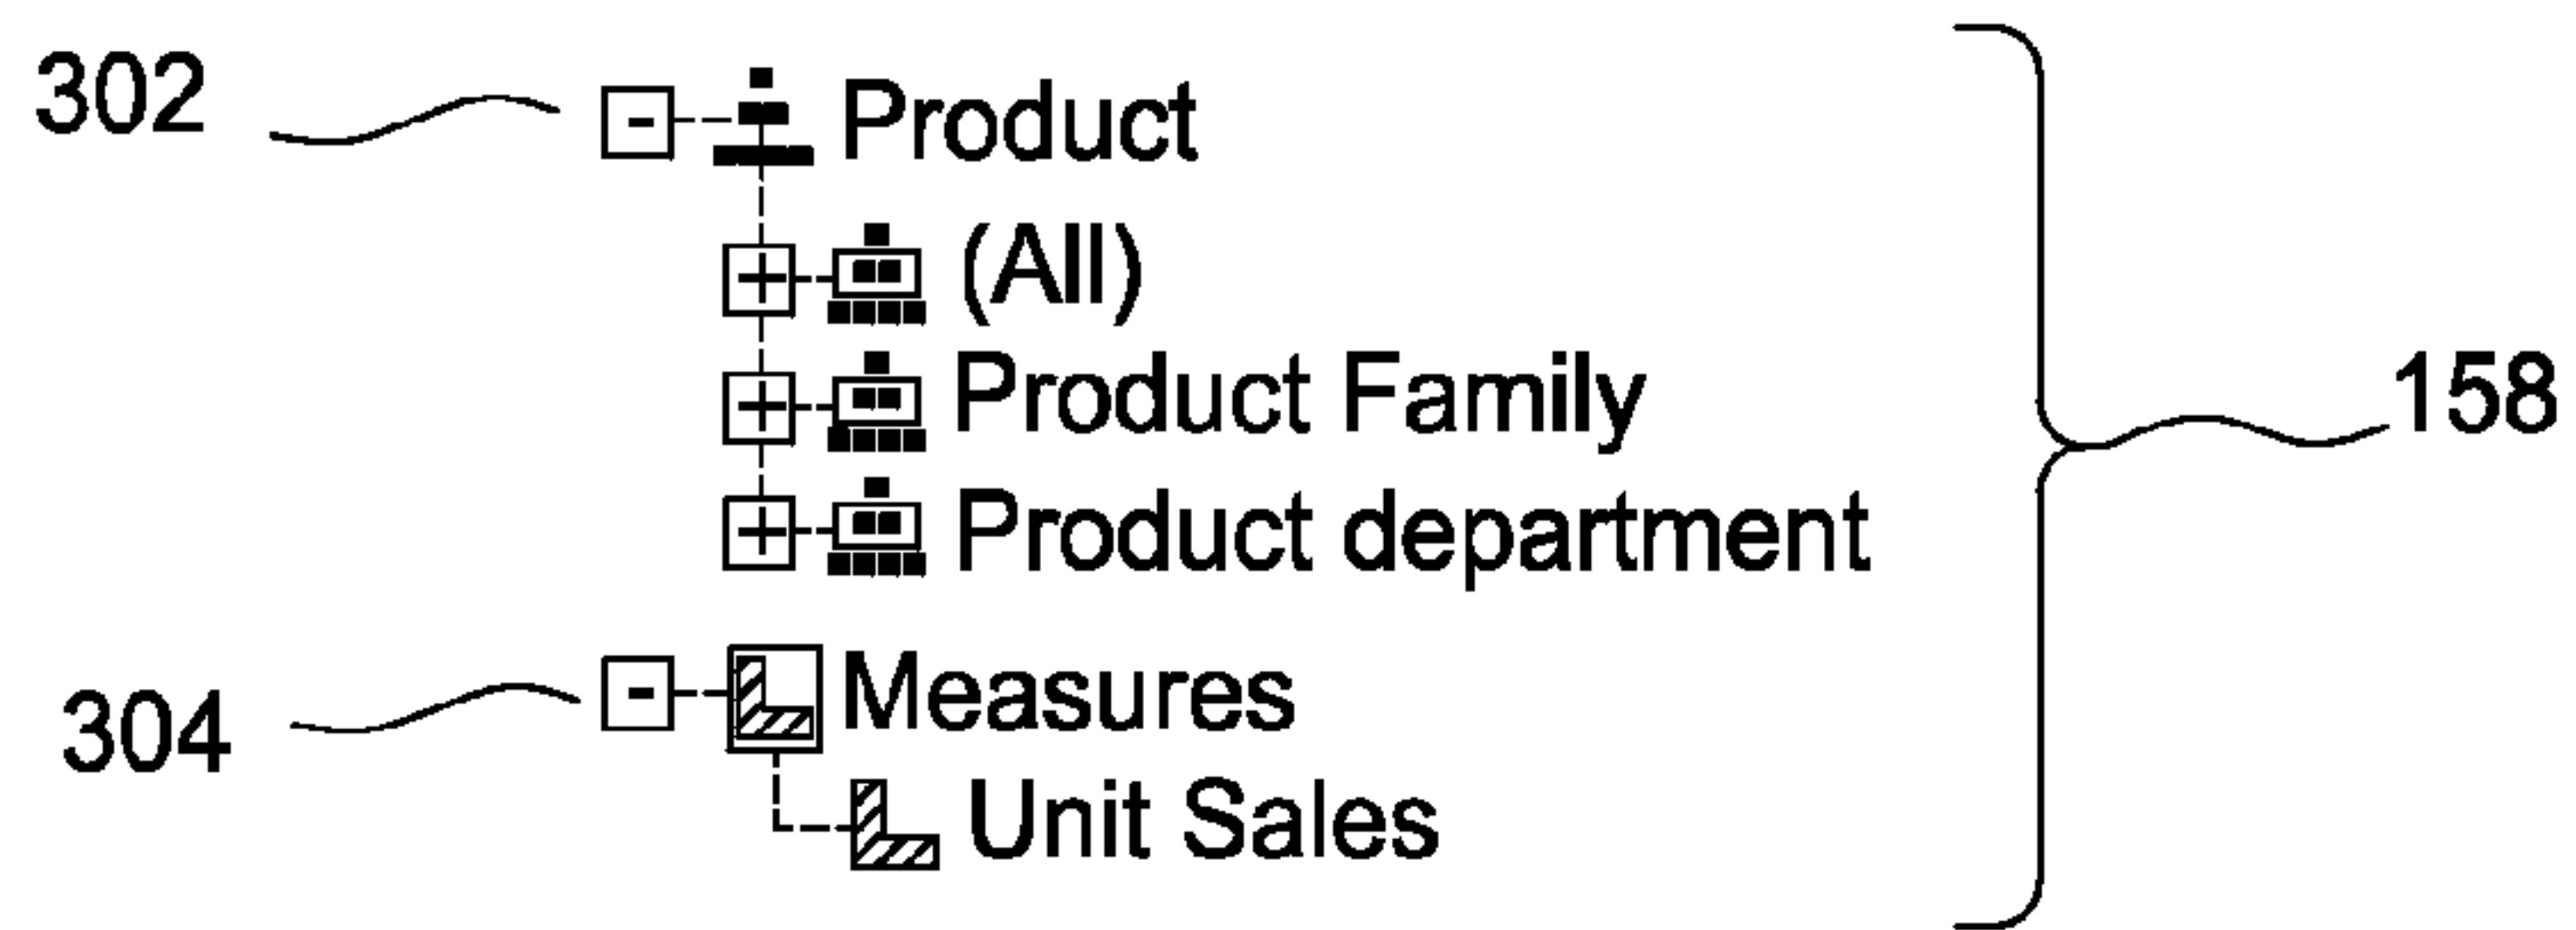 302 Product
(All)
Product Family
158
Product department
304 Measures
Unit Sales